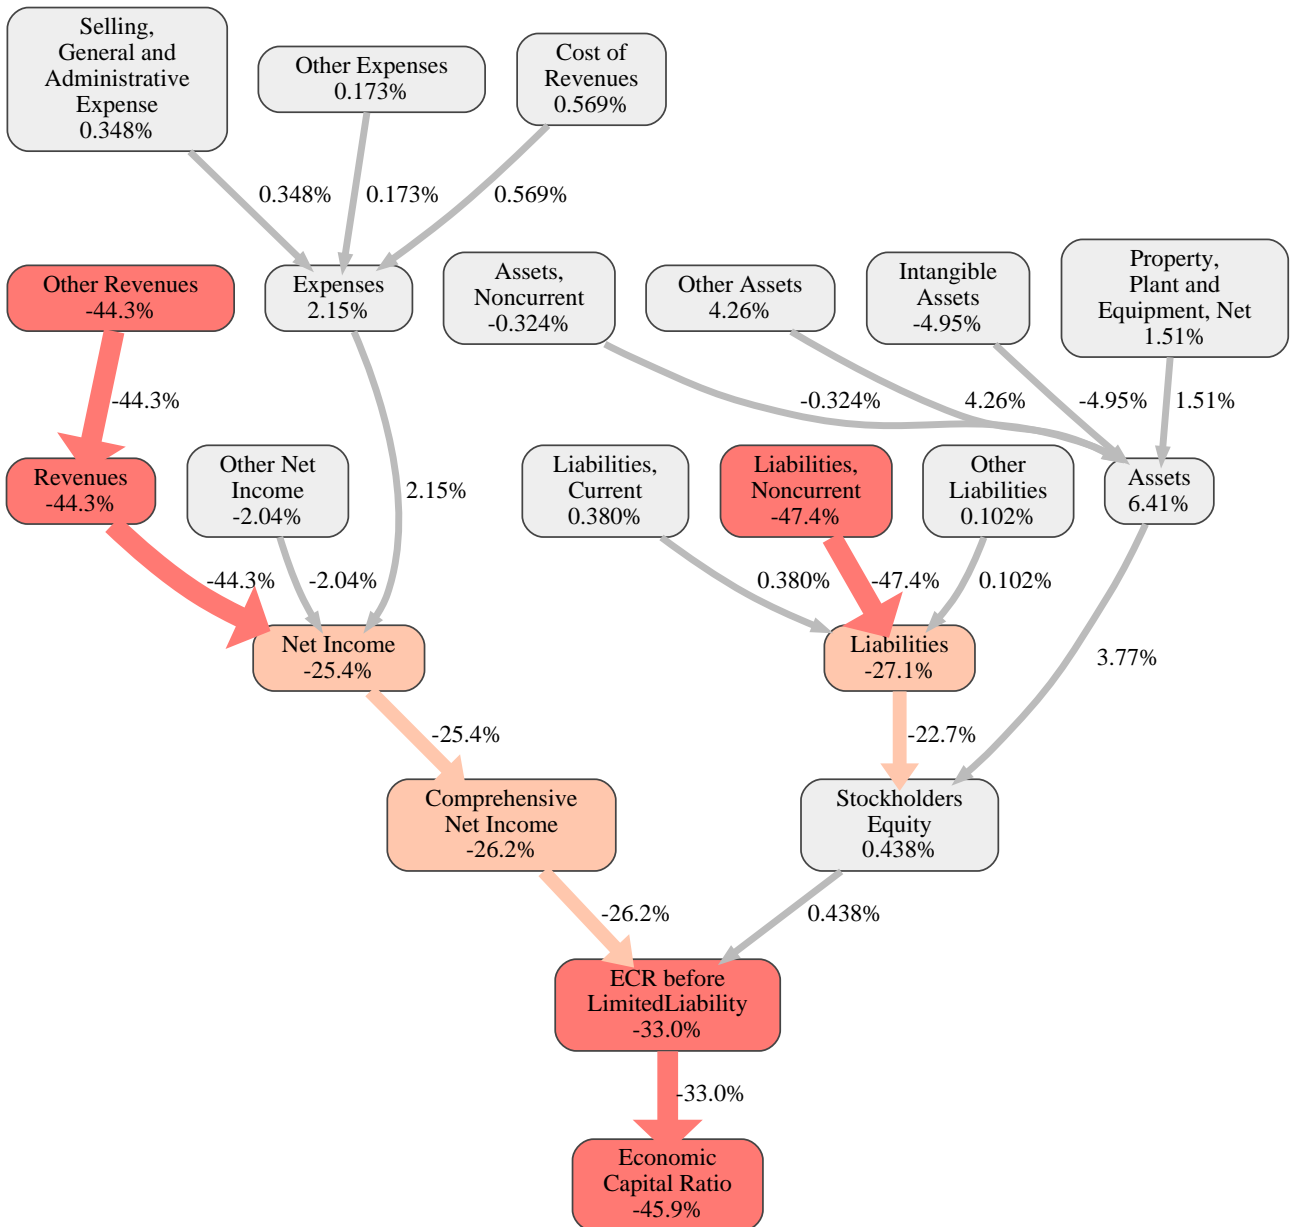 Selling,
General and
Administrative
Expense
0.348%
Other Expenses
0.173%
Cost of
Revenues
0.569%
0.348%
0.173%
0.569%
Other Revenues
-44.3%
Expenses
2.15%
Assets,
Noncurrent
-0.324%
Other Assets
4.26%
Intangible
Assets
-4.95%
Property,
Plant and
Equipment, Net
1.51%
-44.3%
-0.324%
4.26%
-4.95%
1.51%
Revenues
-44.3%
Other Net
Income
-2.04%
2.15%
Liabilities,
Current
0.380%
Liabilities,
Noncurrent
-47.4%
Other
Liabilities
0.102%
Assets
6.41%
-44.3%
-2.04%
0.380%
-47.4%
0.102%
Net Income
-25.4%
Liabilities
-27.1%
3.77%
-25.4%
-22.7%
Comprehensive
Net Income
-26.2%
Stockholders
Equity
0.438%
-26.2%
0.438%
ECR before
LimitedLiability
-33.0%
-33.0%
Economic
Capital Ratio
-45.9%